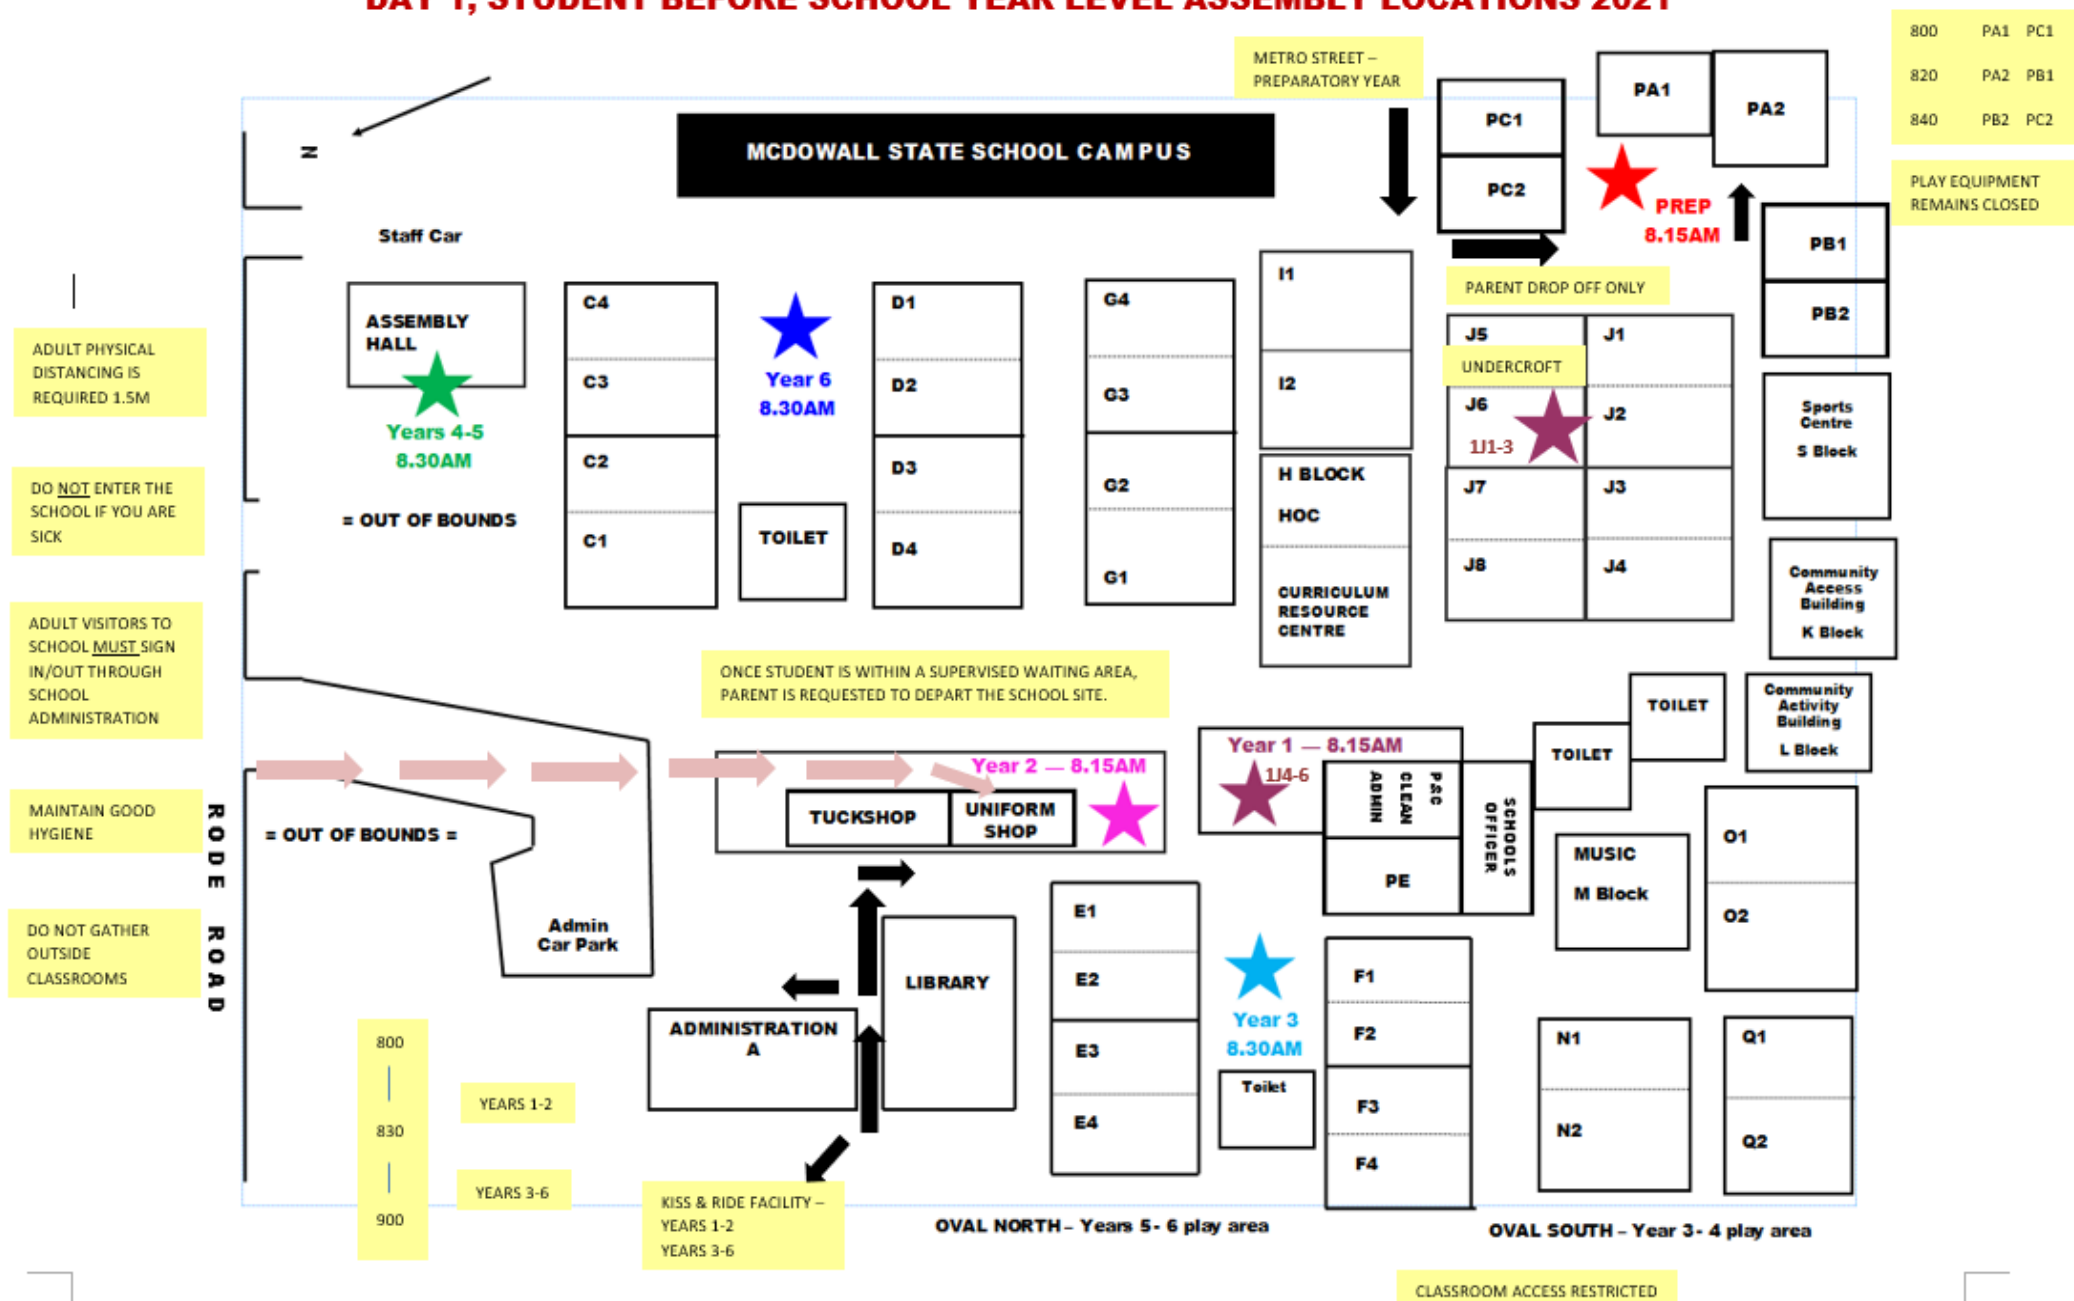 DAY 1, STUDENT BEFORE SCHOOL YEAR LEVEL ASSEMBLY LOCATIONS 2021
800 PA1 PC1
820 PA2 PB1
840 PB2 PC2
PLAY EQUIPMENT
REMAINS CLOSED
METRO STREET –
PREPARATORY YEAR
MCDOWALL STATE SCHOOL CAMPUS
N
PC1
PC2
PA1
PA2
PREP
8.15AM
PB1
PB2
PARENT DROP OFF ONLY
Staff Car
ASSEMBLY
HALL
Years 4-5
8.30AM
= OUT OF BOUNDS
C4
C3
C2
C1
Year 6
8.30AM
TOILET
D1
D2
D3
D4
G4
G3
G2
G1
I1
I2
H BLOCK
HOC
CURRICULUM
RESOURCE
CENTRE
J5
UNDERCROFT
J6
1J1-3
J7
J8
J1
J2
J3
J4
Sports
Centre
S Block
Community
Access
Building
K Block
Community
Activity
Building
L Block
TOILET
TOILET
ADULT PHYSICAL
DISTANCING IS
REQUIRED 1.5M
DO NOT ENTER THE
SCHOOL IF YOU ARE
SICK
ADULT VISITORS TO
SCHOOL MUST SIGN
IN/OUT THROUGH
SCHOOL
ADMINISTRATION
MAINTAIN GOOD
HYGIENE
DO NOT GATHER
OUTSIDE
CLASSROOMS
RODE ROAD
ONCE STUDENT IS WITHIN A SUPERVISED WAITING AREA,
PARENT IS REQUESTED TO DEPART THE SCHOOL SITE.
Year 2 — 8.15AM
TUCKSHOP
UNIFORM
SHOP
Year 1 — 8.15AM
1J4-6
P&C
CLEAN
ADMIN
PE
SCHOOLS
OFFICER
MUSIC
M Block
O1
O2
= OUT OF BOUNDS =
Admin
Car Park
ADMINISTRATION
A
LIBRARY
E1
E2
E3
E4
Year 3
8.30AM
Toilet
F1
F2
F3
F4
N1
N2
Q1
Q2
800
830
900
YEARS 1-2
YEARS 3-6
KISS & RIDE FACILITY –
YEARS 1-2
YEARS 3-6
OVAL NORTH – Years 5- 6 play area
OVAL SOUTH – Year 3- 4 play area
CLASSROOM ACCESS RESTRICTED